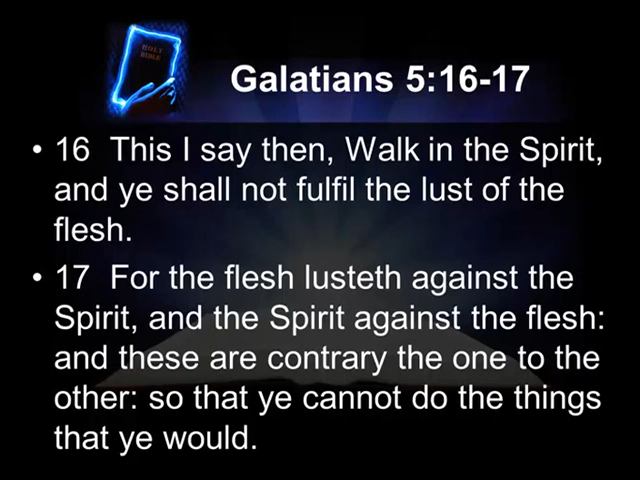 HOLY
BIBLE
Galatians 5:16-17
• 16 This I say then, Walk in the Spirit,
and ye shall not fulfil the lust of the
flesh.
• 17 For the flesh lusteth against the
Spirit, and the Spirit against the flesh:
and these are contrary the one to the
other: so that ye cannot do the things
that ye would.